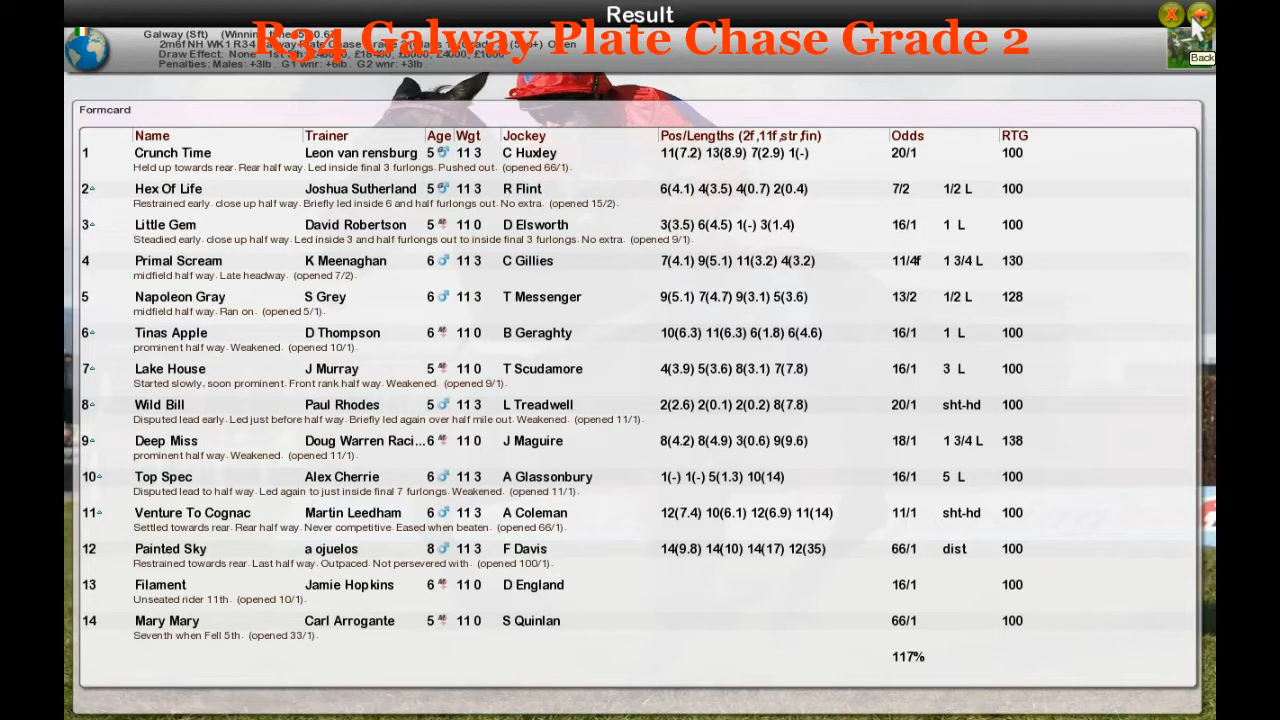 Result
R34 Galway Plate Chase Grade 2
Galway (Sft) (Winning
2m6f NH WK1 R34
Draw Effect: None
Penalties: Males: +3lb. G1 wnr: +6lb. G2 wnr: +3lb.
Back
Formcard
Name Trainer Age Wgt Jockey Pos/Lengths (2f,11f,str,fin) Odds RTG
1 Crunch Time Leon van rensburg 5 11 3 C Huxley 11(7.2) 13(8.9) 7(2.9) 1(-) 20/1 100
Held up towards rear. Rear half way. Led inside final 3 furlongs. Pushed out. (opened 66/1).
2 Hex Of Life Joshua Sutherland 5 11 3 R Flint 6(4.1) 4(3.5) 4(0.7) 2(0.4) 7/2 1/2 L 100
Restrained early. close up half way. Briefly led inside 6 and half furlongs out. No extra. (opened 15/2).
3 Little Gem David Robertson 5 11 0 D Elsworth 3(3.5) 6(4.5) 1(-) 3(1.4) 16/1 1 L 100
Steadied early. close up half way. Led inside 3 and half furlongs out to inside final 3 furlongs. No extra. (opened 9/1).
4 Primal Scream K Meenaghan 6 11 3 C Gillies 7(4.1) 9(5.1) 11(3.2) 4(3.2) 11/4f 1 3/4 L 130
midfield half way. Late headway. (opened 7/2).
5 Napoleon Gray S Grey 6 11 3 T Messenger 9(5.1) 7(4.7) 9(3.1) 5(3.6) 13/2 1/2 L 128
midfield half way. Ran on. (opened 5/1).
6 Tinas Apple D Thompson 6 11 0 B Geraghty 10(6.3) 11(6.3) 6(1.8) 6(4.6) 16/1 1 L 100
prominent half way. Weakened. (opened 10/1).
7 Lake House J Murray 5 11 0 T Scudamore 4(3.9) 5(3.6) 8(3.1) 7(7.8) 16/1 3 L 100
Started slowly, soon prominent. Front rank half way. Weakened. (opened 9/1).
8 Wild Bill Paul Rhodes 5 11 3 L Treadwell 2(2.6) 2(0.1) 2(0.2) 8(7.8) 20/1 sht-hd 100
Disputed lead early. Led just before half way. Briefly led again over half mile out. Weakened. (opened 11/1).
9 Deep Miss Doug Warren Raci... 6 11 0 J Maguire 8(4.2) 8(4.9) 3(0.6) 9(9.6) 18/1 1 3/4 L 138
prominent half way. Weakened. (opened 11/1).
10 Top Spec Alex Cherrie 6 11 3 A Glassonbury 1(-) 1(-) 5(1.3) 10(14) 16/1 5 L 100
Disputed lead to half way. Led again to just inside final 7 furlongs. Weakened. (opened 11/1).
11 Venture To Cognac Martin Leedham 6 11 3 A Coleman 12(7.4) 10(6.1) 12(6.9) 11(14) 11/1 sht-hd 100
Settled towards rear. Rear half way. Never competitive. Eased when beaten. (opened 66/1).
12 Painted Sky a ojuelos 8 11 3 F Davis 14(9.8) 14(10) 14(17) 12(35) 66/1 dist 100
Restrained towards rear. Last half way. Outpaced. Not persevered with. (opened 100/1).
13 Filament Jamie Hopkins 6 11 0 D England 16/1 100
Unseated rider 11th. (opened 10/1).
14 Mary Mary Carl Arrogante 5 11 0 S Quinlan 66/1 100
Seventh when Fell 5th. (opened 33/1).
117%